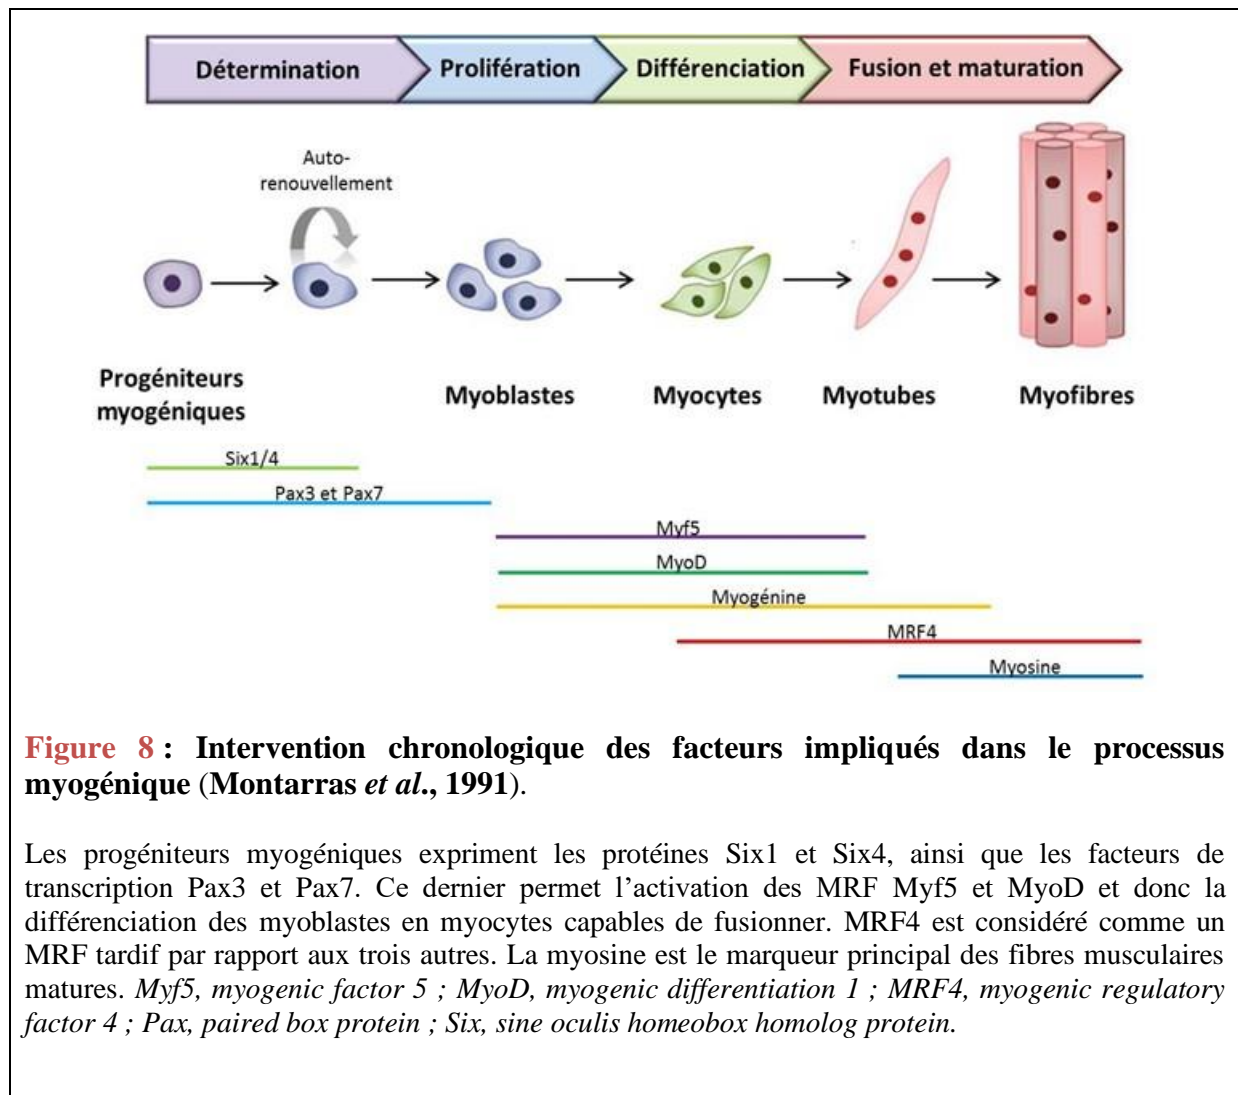 Détermination Prolifération Différenciation Fusion et maturation
Auto-
renouvellement
Progéniteurs
myogéniques
Myoblastes Myocytes Myotubes Myofibres
Six1/4
Pax3 et Pax7
Myf5
MyoD
Myogénine
MRF4
Myosine
Figure 8 : Intervention chronologique des facteurs impliqués dans le processus
myogénique (Montarras et al., 1991).
Les progéniteurs myogéniques expriment les protéines Six1 et Six4, ainsi que les facteurs de
transcription Pax3 et Pax7. Ce dernier permet l’activation des MRF Myf5 et MyoD et donc la
différenciation des myoblastes en myocytes capables de fusionner. MRF4 est considéré comme un
MRF tardif par rapport aux trois autres. La myosine est le marqueur principal des fibres musculaires
matures. Myf5, myogenic factor 5 ; MyoD, myogenic differentiation 1 ; MRF4, myogenic regulatory
factor 4 ; Pax, paired box protein ; Six, sine oculis homeobox homolog protein.